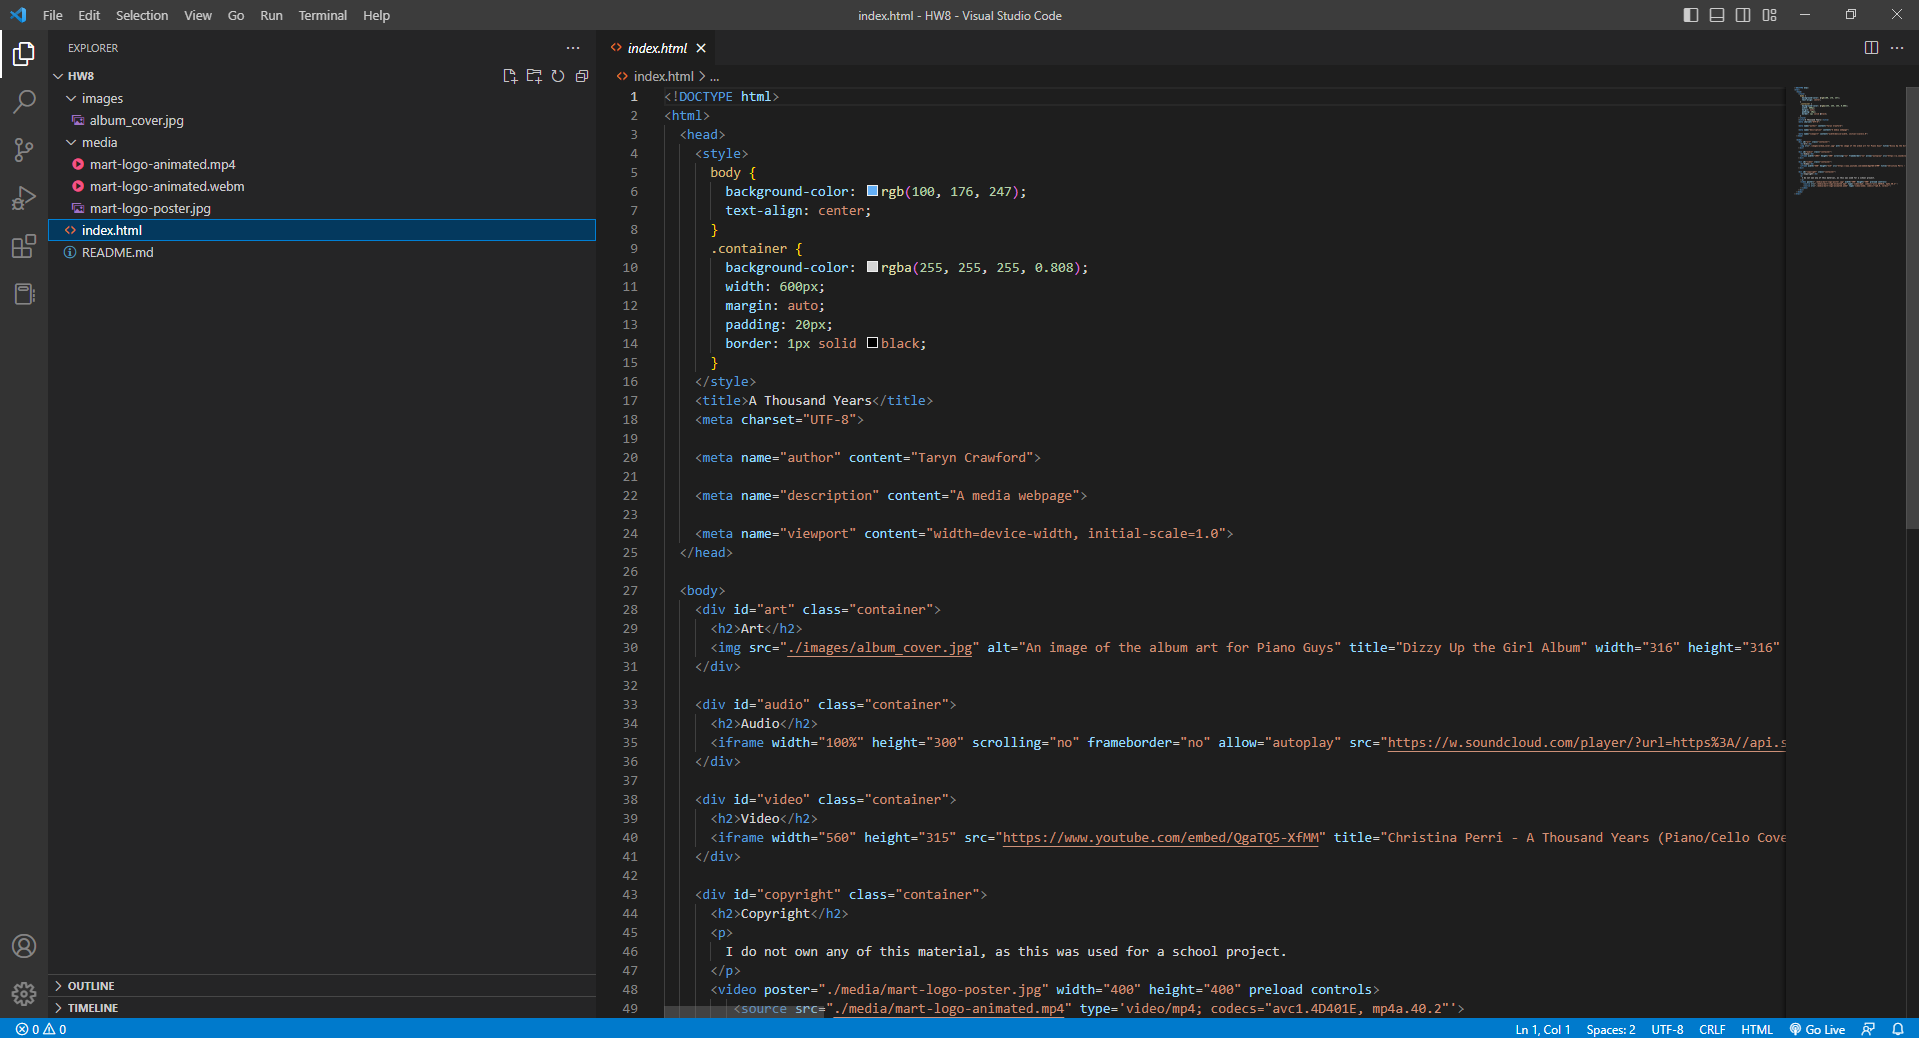 File Edit Selection View Go Run Terminal Help
index.html - HW8 - Visual Studio Code
EXPLORER
HW8
images
album_cover.jpg
media
mart-logo-animated.mp4
mart-logo-animated.webm
mart-logo-poster.jpg
index.html
README.md
OUTLINE
TIMELINE
index.html
index.html > ...
1 <!DOCTYPE html>
2 <html>
3 <head>
4 <style>
5 body {
6 background-color: rgb(100, 176, 247);
7 text-align: center;
8 }
9 .container {
10 background-color: rgba(255, 255, 255, 0.808);
11 width: 600px;
12 margin: auto;
13 padding: 20px;
14 border: 1px solid black;
15 }
16 </style>
17 <title>A Thousand Years</title>
18 <meta charset="UTF-8">
19
20 <meta name="author" content="Taryn Crawford">
21
22 <meta name="description" content="A media webpage">
23
24 <meta name="viewport" content="width=device-width, initial-scale=1.0">
25 </head>
26
27 <body>
28 <div id="art" class="container">
29 <h2>Art</h2>
30 <img src="./images/album_cover.jpg" alt="An image of the album art for Piano Guys" title="Dizzy Up the Girl Album" width="316" height="316"
31 </div>
32
33 <div id="audio" class="container">
34 <h2>Audio</h2>
35 <iframe width="100%" height="300" scrolling="no" frameborder="no" allow="autoplay" src="https://w.soundcloud.com/player/?url=https%3A//api.s
36 </div>
37
38 <div id="video" class="container">
39 <h2>Video</h2>
40 <iframe width="560" height="315" src="https://www.youtube.com/embed/QgaTQ5-XfMM" title="Christina Perri - A Thousand Years (Piano/Cello Cove
41 </div>
42
43 <div id="copyright" class="container">
44 <h2>Copyright</h2>
45 <p>
46 I do not own any of this material, as this was used for a school project.
47 </p>
48 <video poster="./media/mart-logo-poster.jpg" width="400" height="400" preload controls>
49 <source src="./media/mart-logo-animated.mp4" type='video/mp4; codecs="avc1.4D401E, mp4a.40.2"'>
0 0
Ln 1, Col 1 Spaces: 2 UTF-8 CRLF HTML Go Live